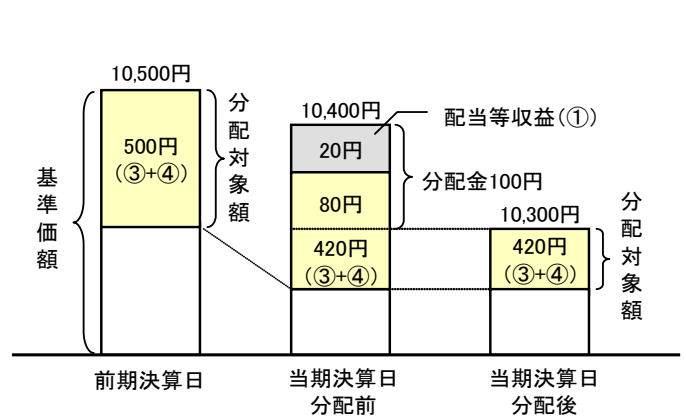 10,500円
500円
（③+④）
分配対象額
基準価額
前期決算日
10,400円
配当等収益（①）
20円
80円
分配金100円
420円
（③+④）
当期決算日
分配前
10,300円
420円
（③+④）
分配対象額
当期決算日
分配後